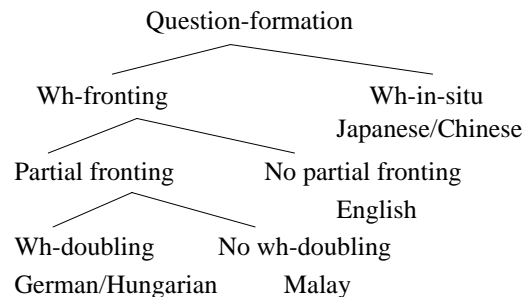 Question-formation
Wh-fronting Wh-in-situ
Japanese/Chinese
Partial fronting No partial fronting
English
Wh-doubling No wh-doubling
German/Hungarian Malay